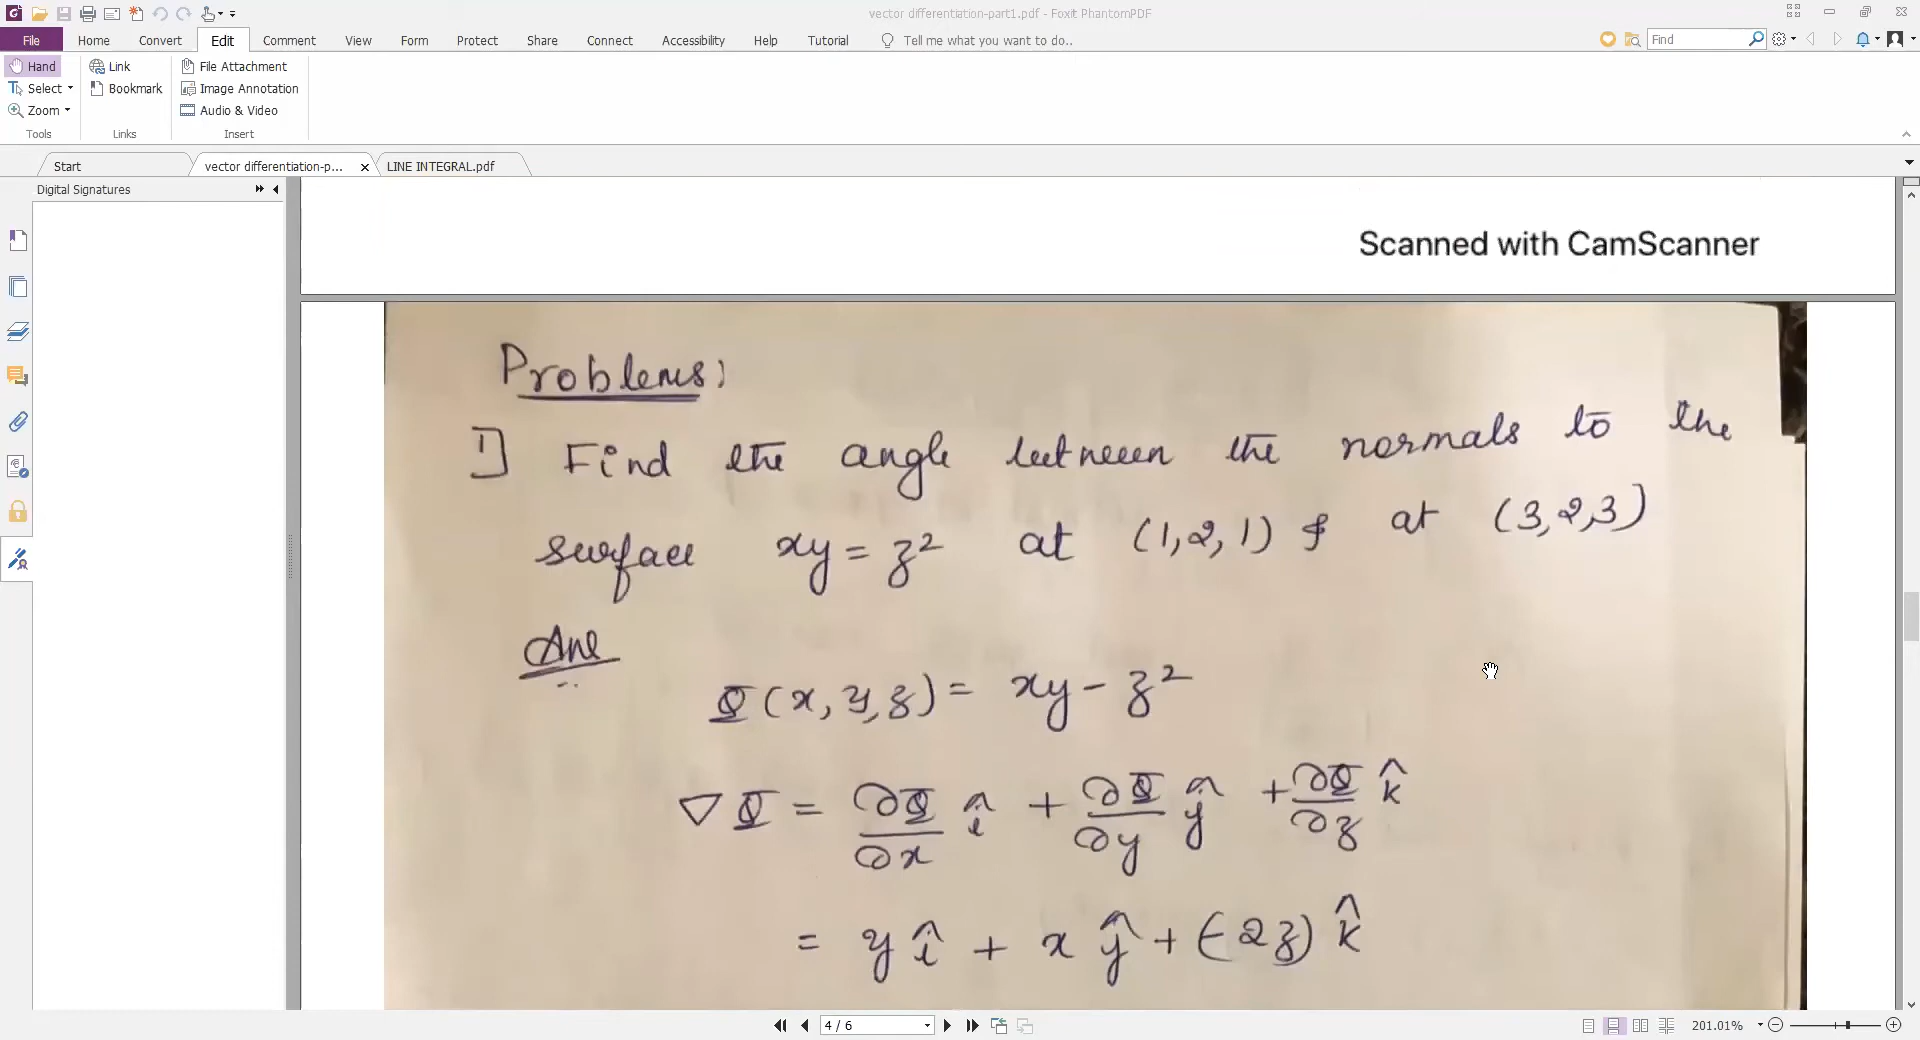 vector differentiation-part1.pdf - Foxit PhantomPDF
File Home Convert Edit Comment View Form Protect Share Connect Accessibility Help Tutorial Tell me what you want to do.. Find
Hand Link File Attachment
Select Bookmark Image Annotation
Zoom Audio & Video
Tools Links Insert
Start vector differentiation-p... LINE INTEGRAL.pdf
Digital Signatures
Scanned with CamScanner
Problems:
1] Find the angle between the normals to the
surface xy = z² at (1,2,1) & at (3,2,3)
Ans
Φ(x, y, z) = xy - z²
∇Φ = ∂Φ/∂x î + ∂Φ/∂y ĵ + ∂Φ/∂z k̂
= y î + x ĵ + (-2z) k̂
4 / 6 201.01%